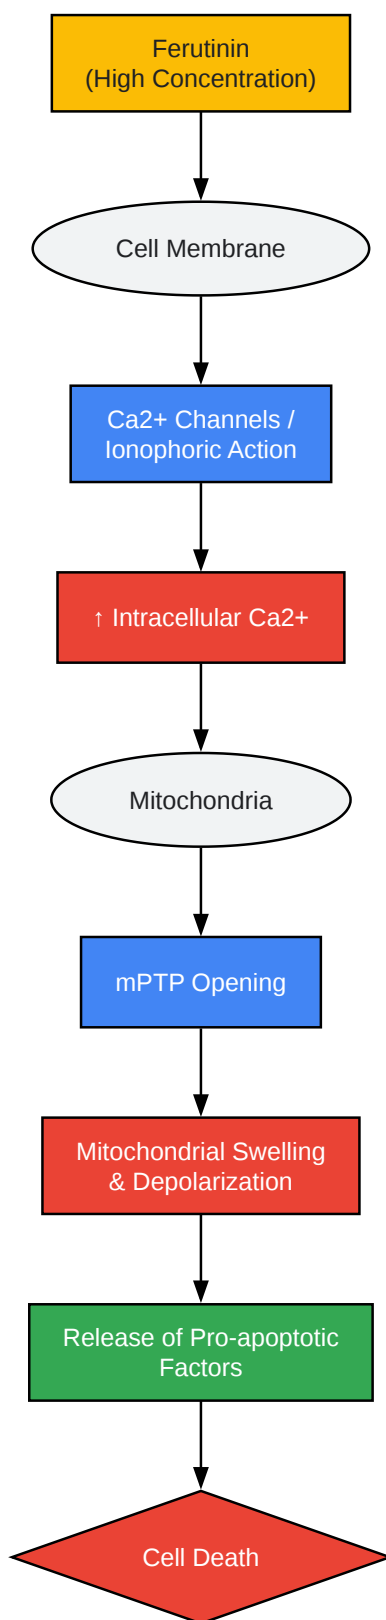 Ferutinin
(High Concentration)
Cell Membrane
Ca2+ Channels /
Ionophoric Action
↑ Intracellular Ca2+
Mitochondria
mPTP Opening
Mitochondrial Swelling
& Depolarization
Release of Pro-apoptotic
Factors
Cell Death